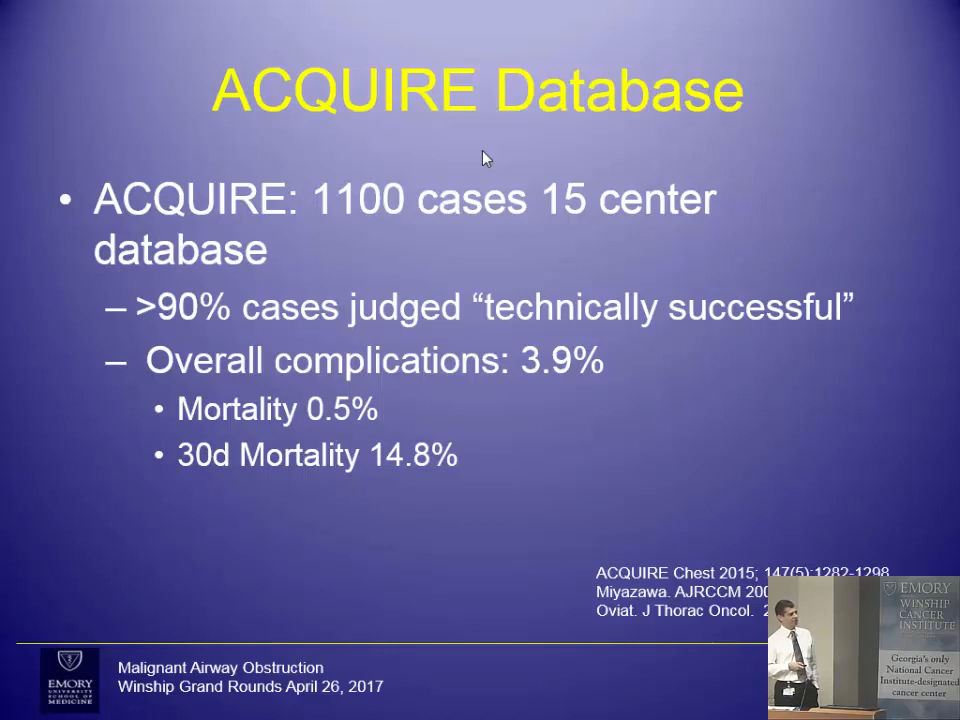 ACQUIRE Database
• ACQUIRE: 1100 cases 15 center
database
– >90% cases judged “technically successful”
– Overall complications: 3.9%
• Mortality 0.5%
• 30d Mortality 14.8%
ACQUIRE Chest 2015; 147(5):1282-1298
Miyazawa. AJRCCM
Oviat. J Thorac Oncol.
EMORY
WINSHIP
CANCER
INSTITUTE
Georgia's only
National Cancer
Institute-designated
cancer center
EMORY
UNIVERSITY
SCHOOL OF
MEDICINE
Malignant Airway Obstruction
Winship Grand Rounds April 26, 2017